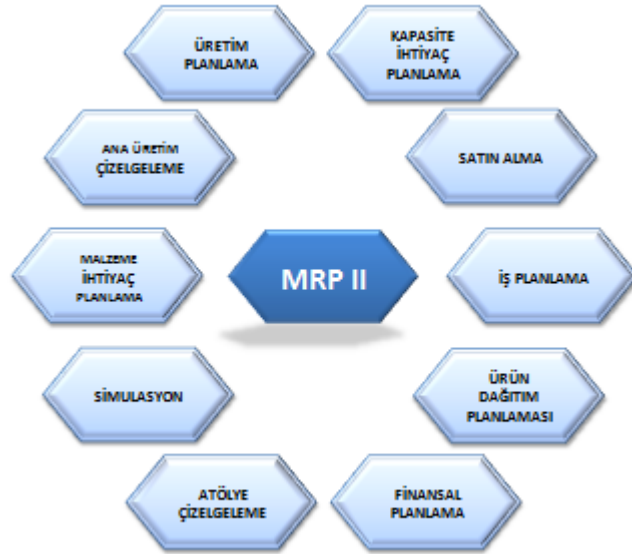 ÜRETİM
PLANLAMA
KAPASİTE
İHTİYAÇ
PLANLAMA
ANA ÜRETİM
ÇİZELGELEME
SATIN ALMA
MALZEME
İHTİYAÇ
PLANLAMA
MRP II
İŞ PLANLAMA
SİMULASYON
ÜRÜN
DAĞITIM
PLANLAMASI
ATÖLYE
ÇİZELGELEME
FİNANSAL
PLANLAMA